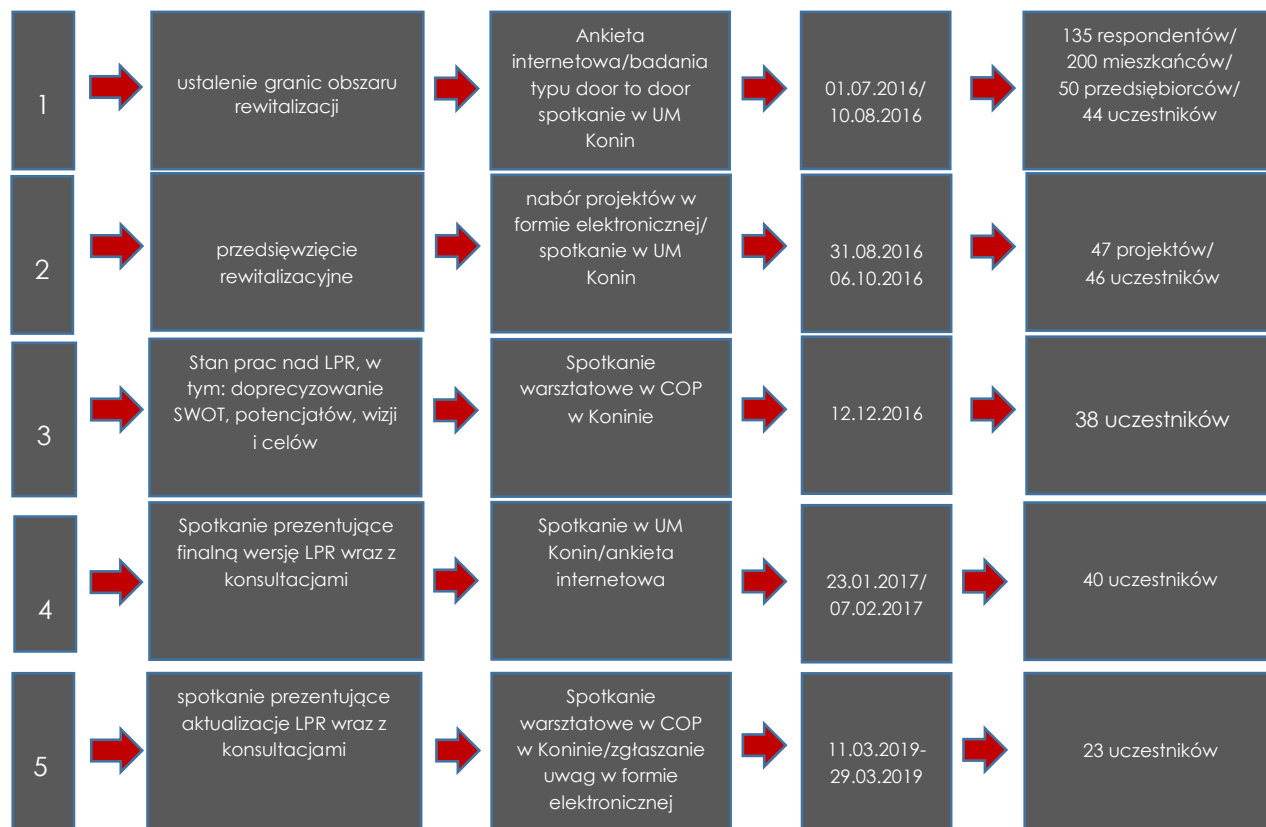 1
ustalenie granic obszaru
rewitalizacji
Ankieta
internetowa/badania
typu door to door
spotkanie w UM
Konin
01.07.2016/
10.08.2016
135 respondentów/
200 mieszkańców/
50 przedsiębiorców/
44 uczestników
2
przedsięwzięcie
rewitalizacyjne
nabór projektów w
formie elektronicznej/
spotkanie w UM
Konin
31.08.2016
06.10.2016
47 projektów/
46 uczestników
3
Stan prac nad LPR, w
tym: doprecyzowanie
SWOT, potencjałów, wizji
i celów
Spotkanie
warsztatowe w COP
w Koninie
12.12.2016
38 uczestników
4
Spotkanie prezentujące
finalną wersję LPR wraz z
konsultacjami
Spotkanie w UM
Konin/ankieta
internetowa
23.01.2017/
07.02.2017
40 uczestników
5
spotkanie prezentujące
aktualizacje LPR wraz z
konsultacjami
Spotkanie
warsztatowe w COP
w Koninie/zgłaszanie
uwag w formie
elektronicznej
11.03.2019-
29.03.2019
23 uczestników